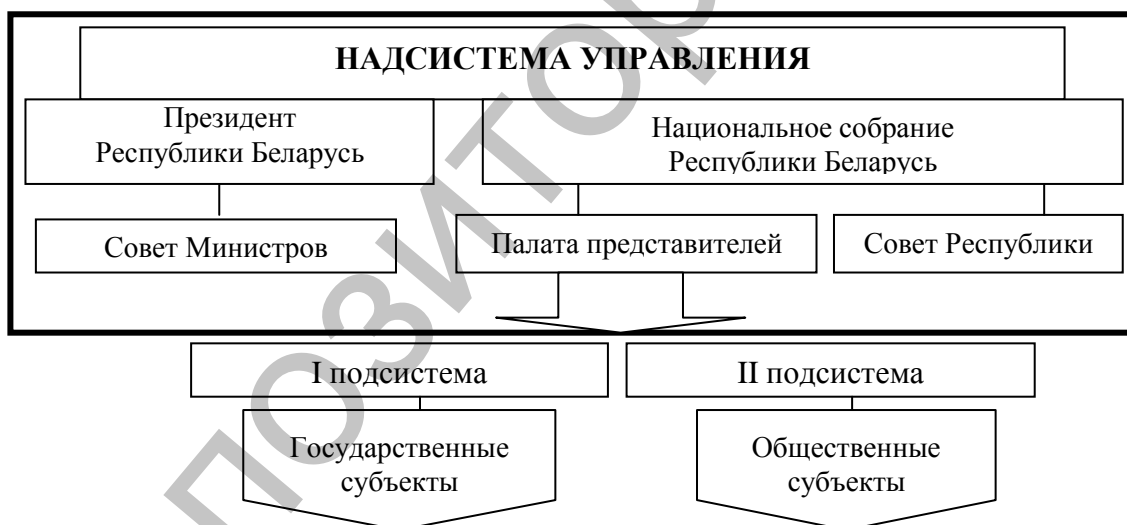 НАДСИСТЕМА УПРАВЛЕНИЯ
Президент
Республики Беларусь
Национальное собрание
Республики Беларусь
Совет Министров
Палата представителей
Совет Республики
I подсистема
II подсистема
Государственные
субъекты
Общественные
субъекты
позитор